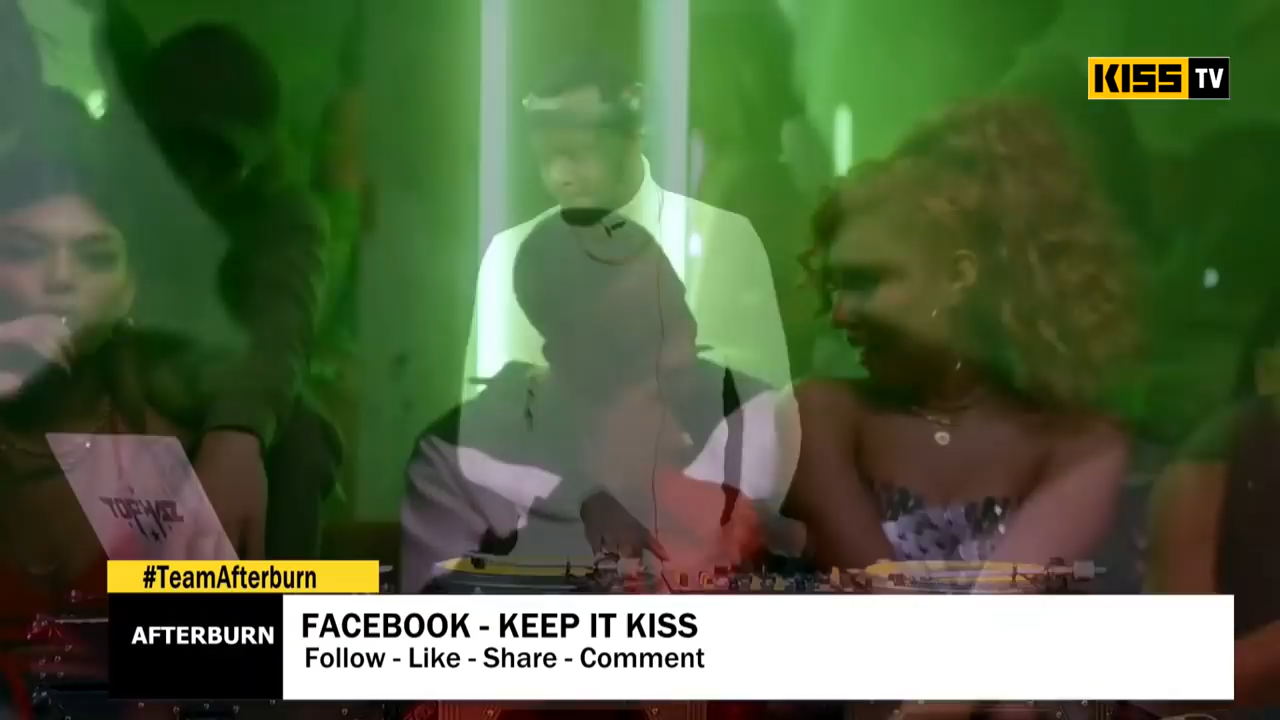 KISS TV
#TeamAfterburn
AFTERBURN
FACEBOOK - KEEP IT KISS
Follow - Like - Share - Comment